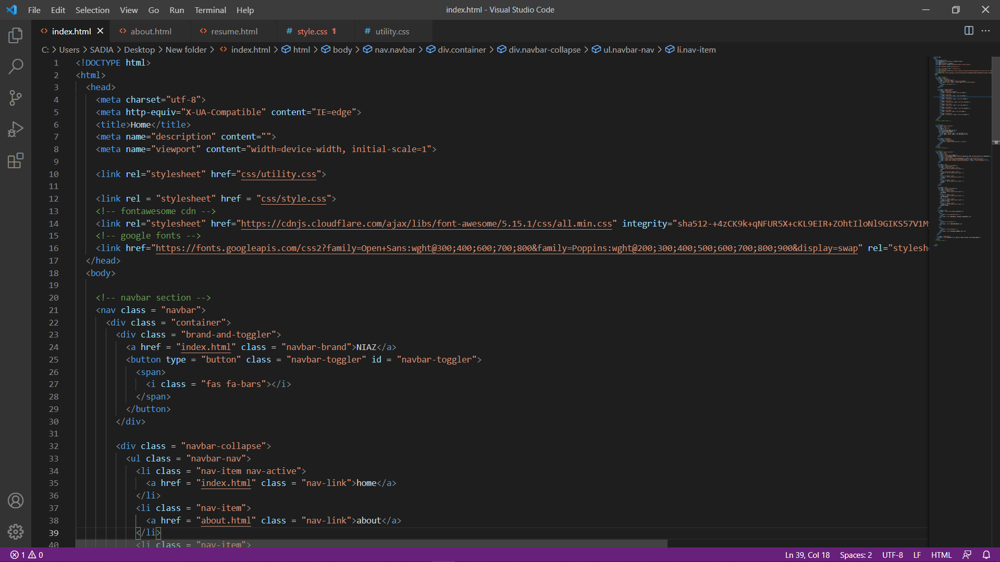 File Edit Selection View Go Run Terminal Help index.html - Visual Studio Code
index.html about.html resume.html # style.css 1 # utility.css
C: > Users > SADIA > Desktop > New folder > index.html > html > body > nav.navbar > div.container > div.navbar-collapse > ul.navbar-nav > li.nav-item
1 <!DOCTYPE html>
2 <html>
3 <head>
4 <meta charset="utf-8">
5 <meta http-equiv="X-UA-Compatible" content="IE=edge">
6 <title>Home</title>
7 <meta name="description" content="">
8 <meta name="viewport" content="width=device-width, initial-scale=1">
9
10 <link rel="stylesheet" href="css/utility.css">
11
12 <link rel = "stylesheet" href = "css/style.css">
13 <!-- fontawesome cdn -->
14 <link rel="stylesheet" href="https://cdnjs.cloudflare.com/ajax/libs/font-awesome/5.15.1/css/all.min.css" integrity="sha512-+4zCK9k+qNFUR5X+cKL9EIR+ZOhtIloNl9GIKS57V1M
15 <!-- google fonts -->
16 <link href="https://fonts.googleapis.com/css2?family=Open+Sans:wght@300;400;600;700;800&family=Poppins:wght@200;300;400;500;600;700;800;900&display=swap" rel="stylesh
17 </head>
18 <body>
19
20 <!-- navbar section -->
21 <nav class = "navbar">
22 <div class = "container">
23 <div class = "brand-and-toggler">
24 <a href = "index.html" class = "navbar-brand">NIAZ</a>
25 <button type = "button" class = "navbar-toggler" id = "navbar-toggler">
26 <span>
27 <i class = "fas fa-bars"></i>
28 </span>
29 </button>
30 </div>
31
32 <div class = "navbar-collapse">
33 <ul class = "navbar-nav">
34 <li class = "nav-item nav-active">
35 <a href = "index.html" class = "nav-link">home</a>
36 </li>
37 <li class = "nav-item">
38 <a href = "about.html" class = "nav-link">about</a>
39 </li>
40 <li class = "nav-item">
1 0 Ln 39, Col 18 Spaces: 2 UTF-8 LF HTML